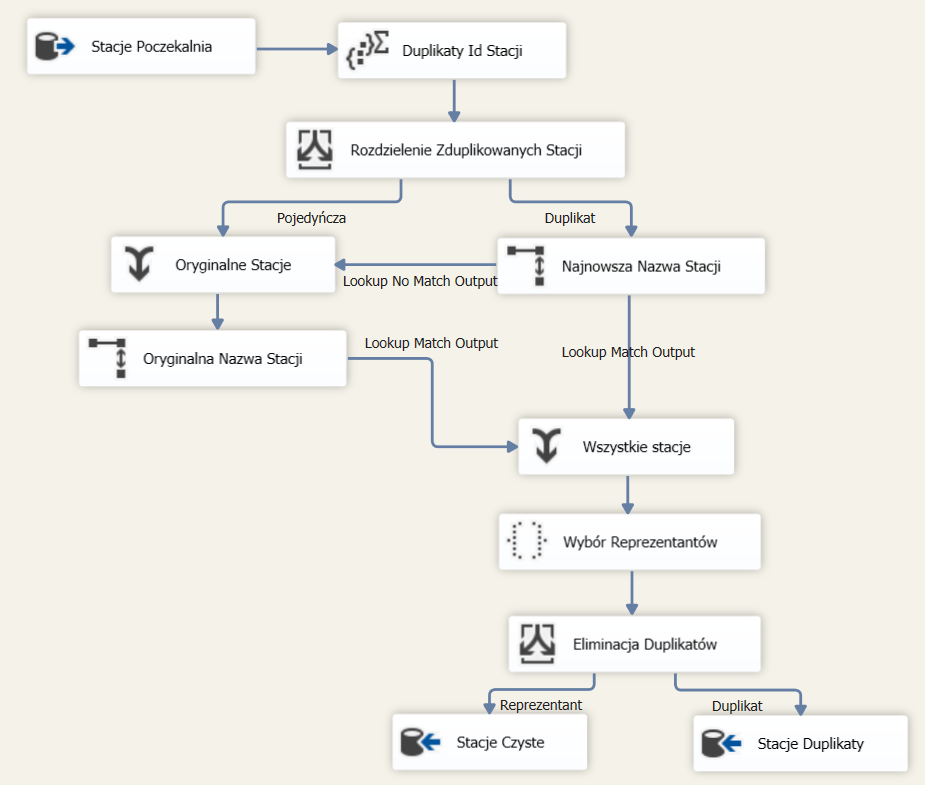 Stacje Poczekalnia
Duplikaty Id Stacji
Rozdzielenie Zduplikowanych Stacji
Pojedyńcza
Duplikat
Oryginalne Stacje
Najnowsza Nazwa Stacji
Lookup No Match Output
Oryginalna Nazwa Stacji
Lookup Match Output
Lookup Match Output
Wszystkie stacje
Wybór Reprezentantów
Eliminacja Duplikatów
Reprezentant
Duplikat
Stacje Czyste
Stacje Duplikaty